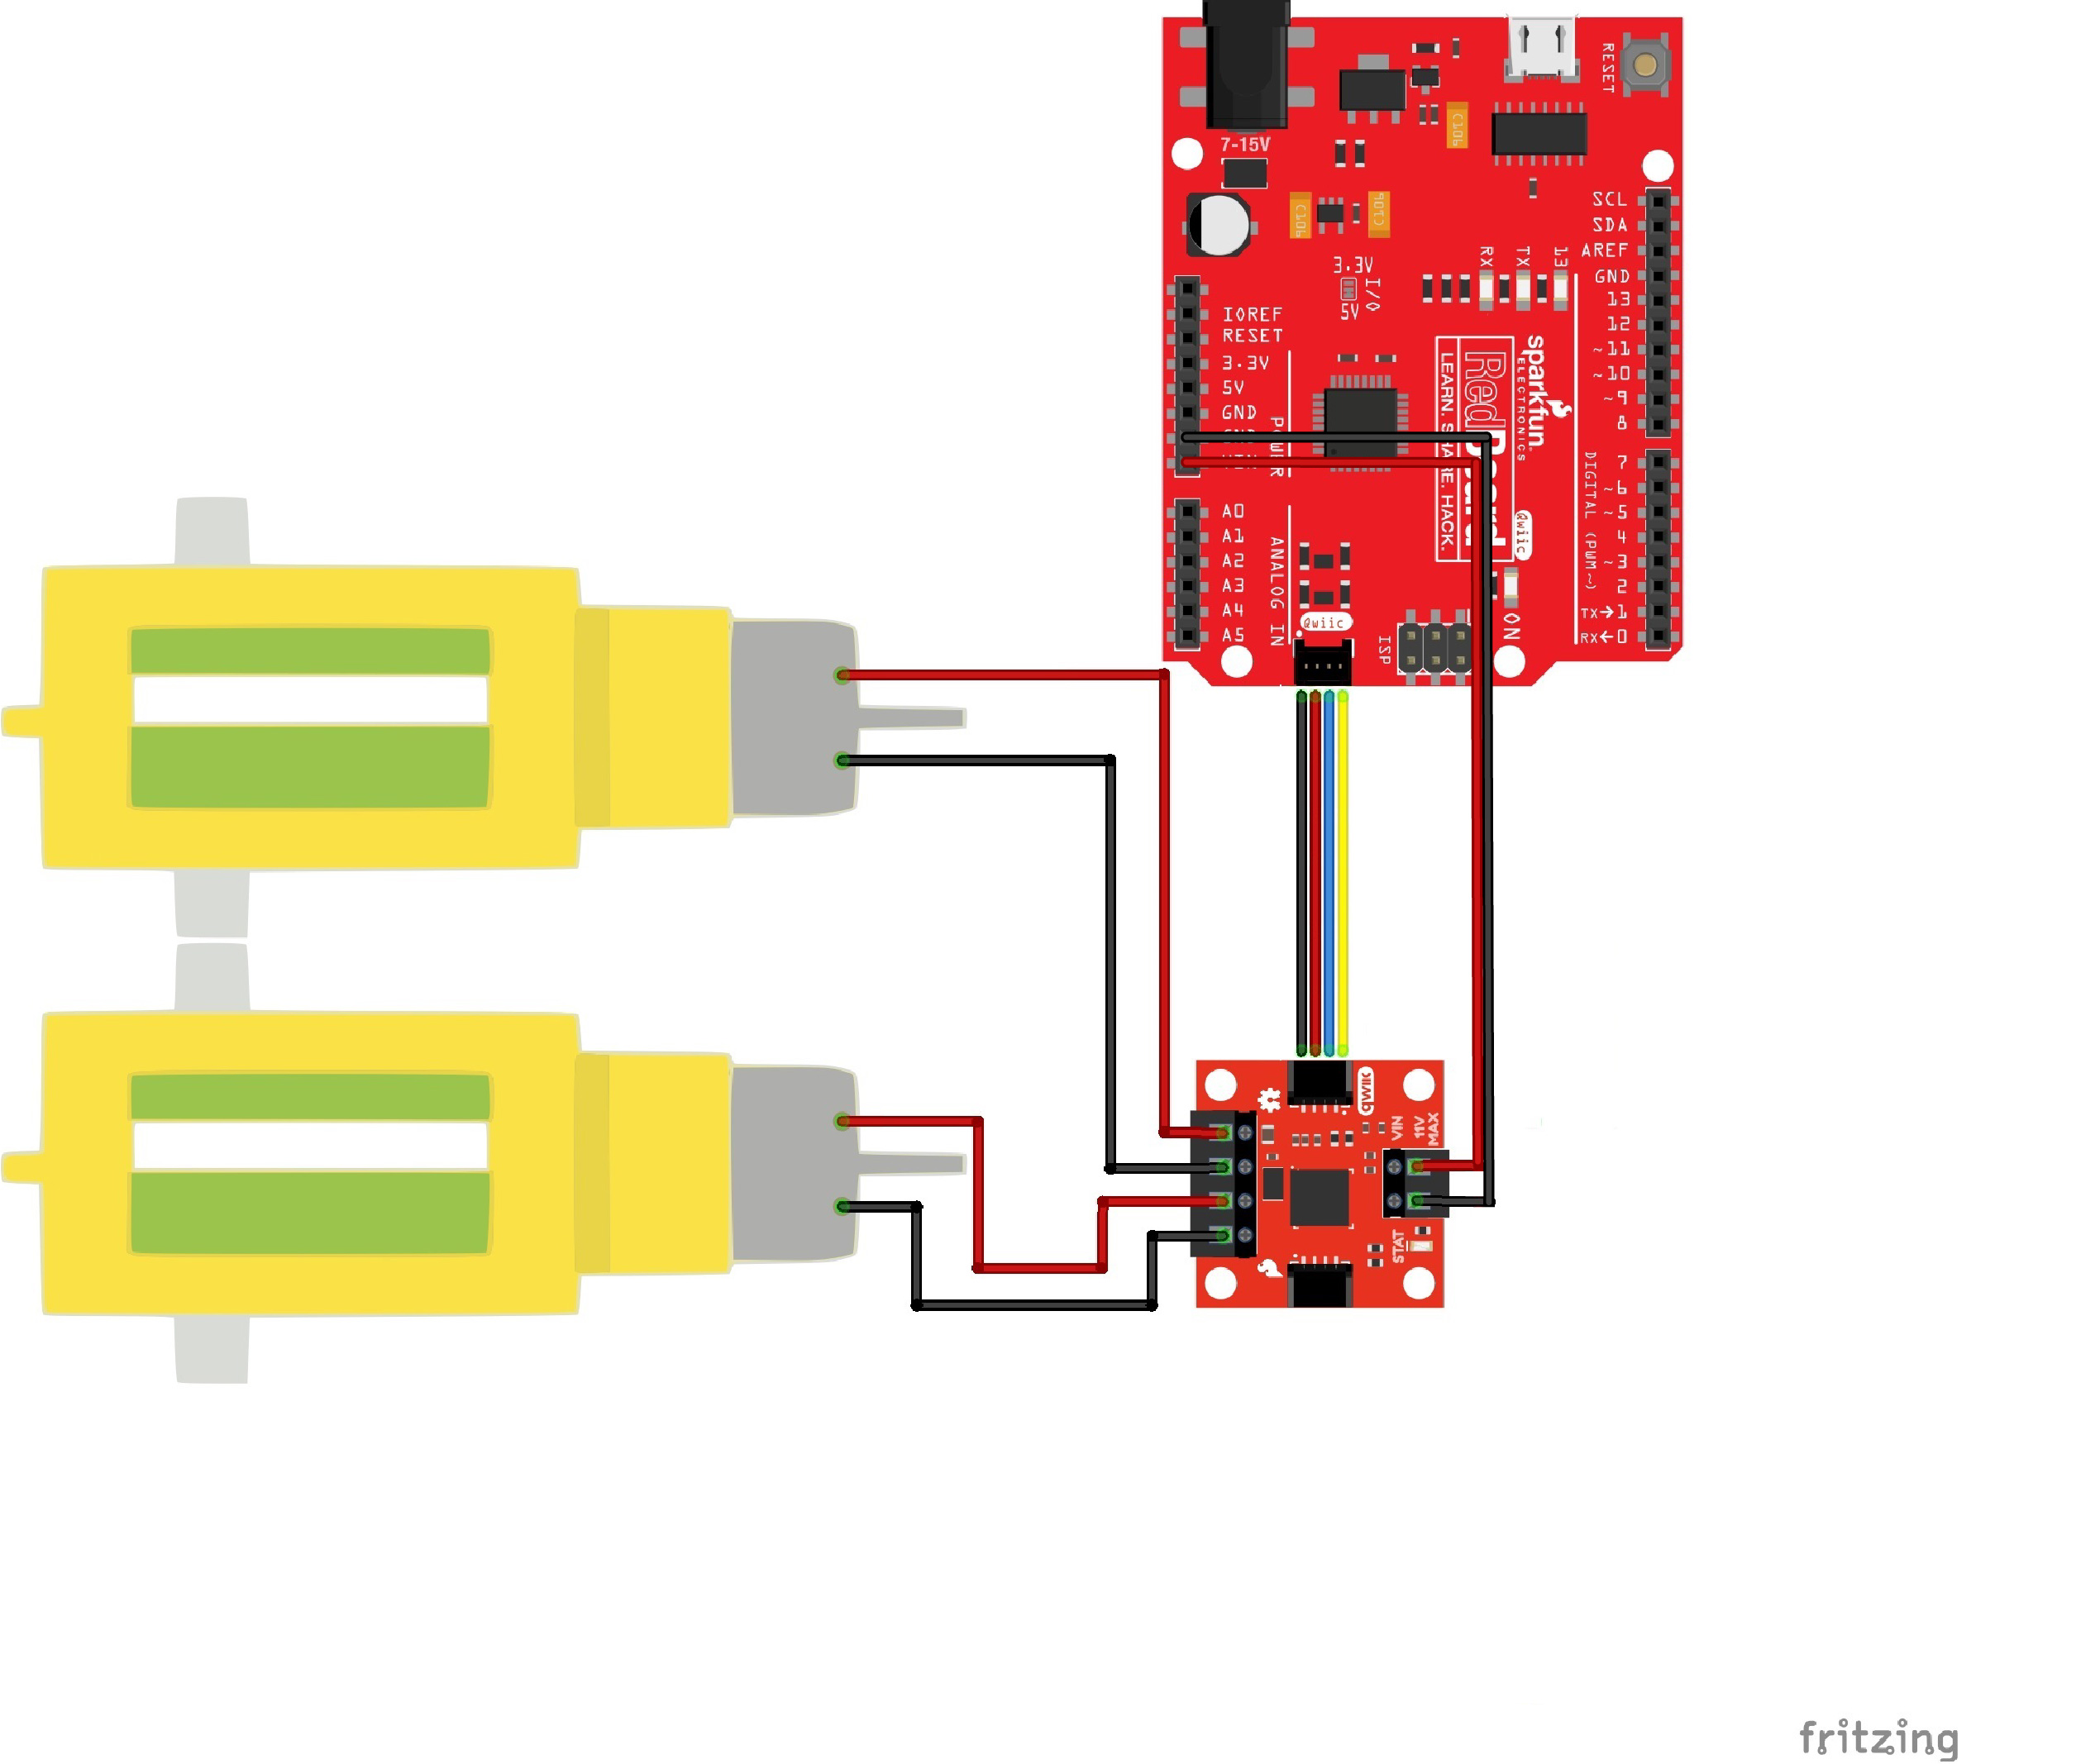 RESET
7-15V
C106
C106
C106
SCL
SDA
AREF
GND
13
12
~11
~10
~9
8
RX
TX
13
3.3V
I/O
5V
IOREF
RESET
3.3V
5V
GND
POWER
sparkfun
ELECTRONICS
LEARN. SHARE. HACK.
7
~6
~5
4
~3
2
TX→1
RX←0
DIGITAL (PWM~)
A0
A1
A2
A3
A4
A5
ANALOG IN
Qwiic
Qwiic
ISP
ON
qwiic
VIN
11V
MAX
STAT
fritzing